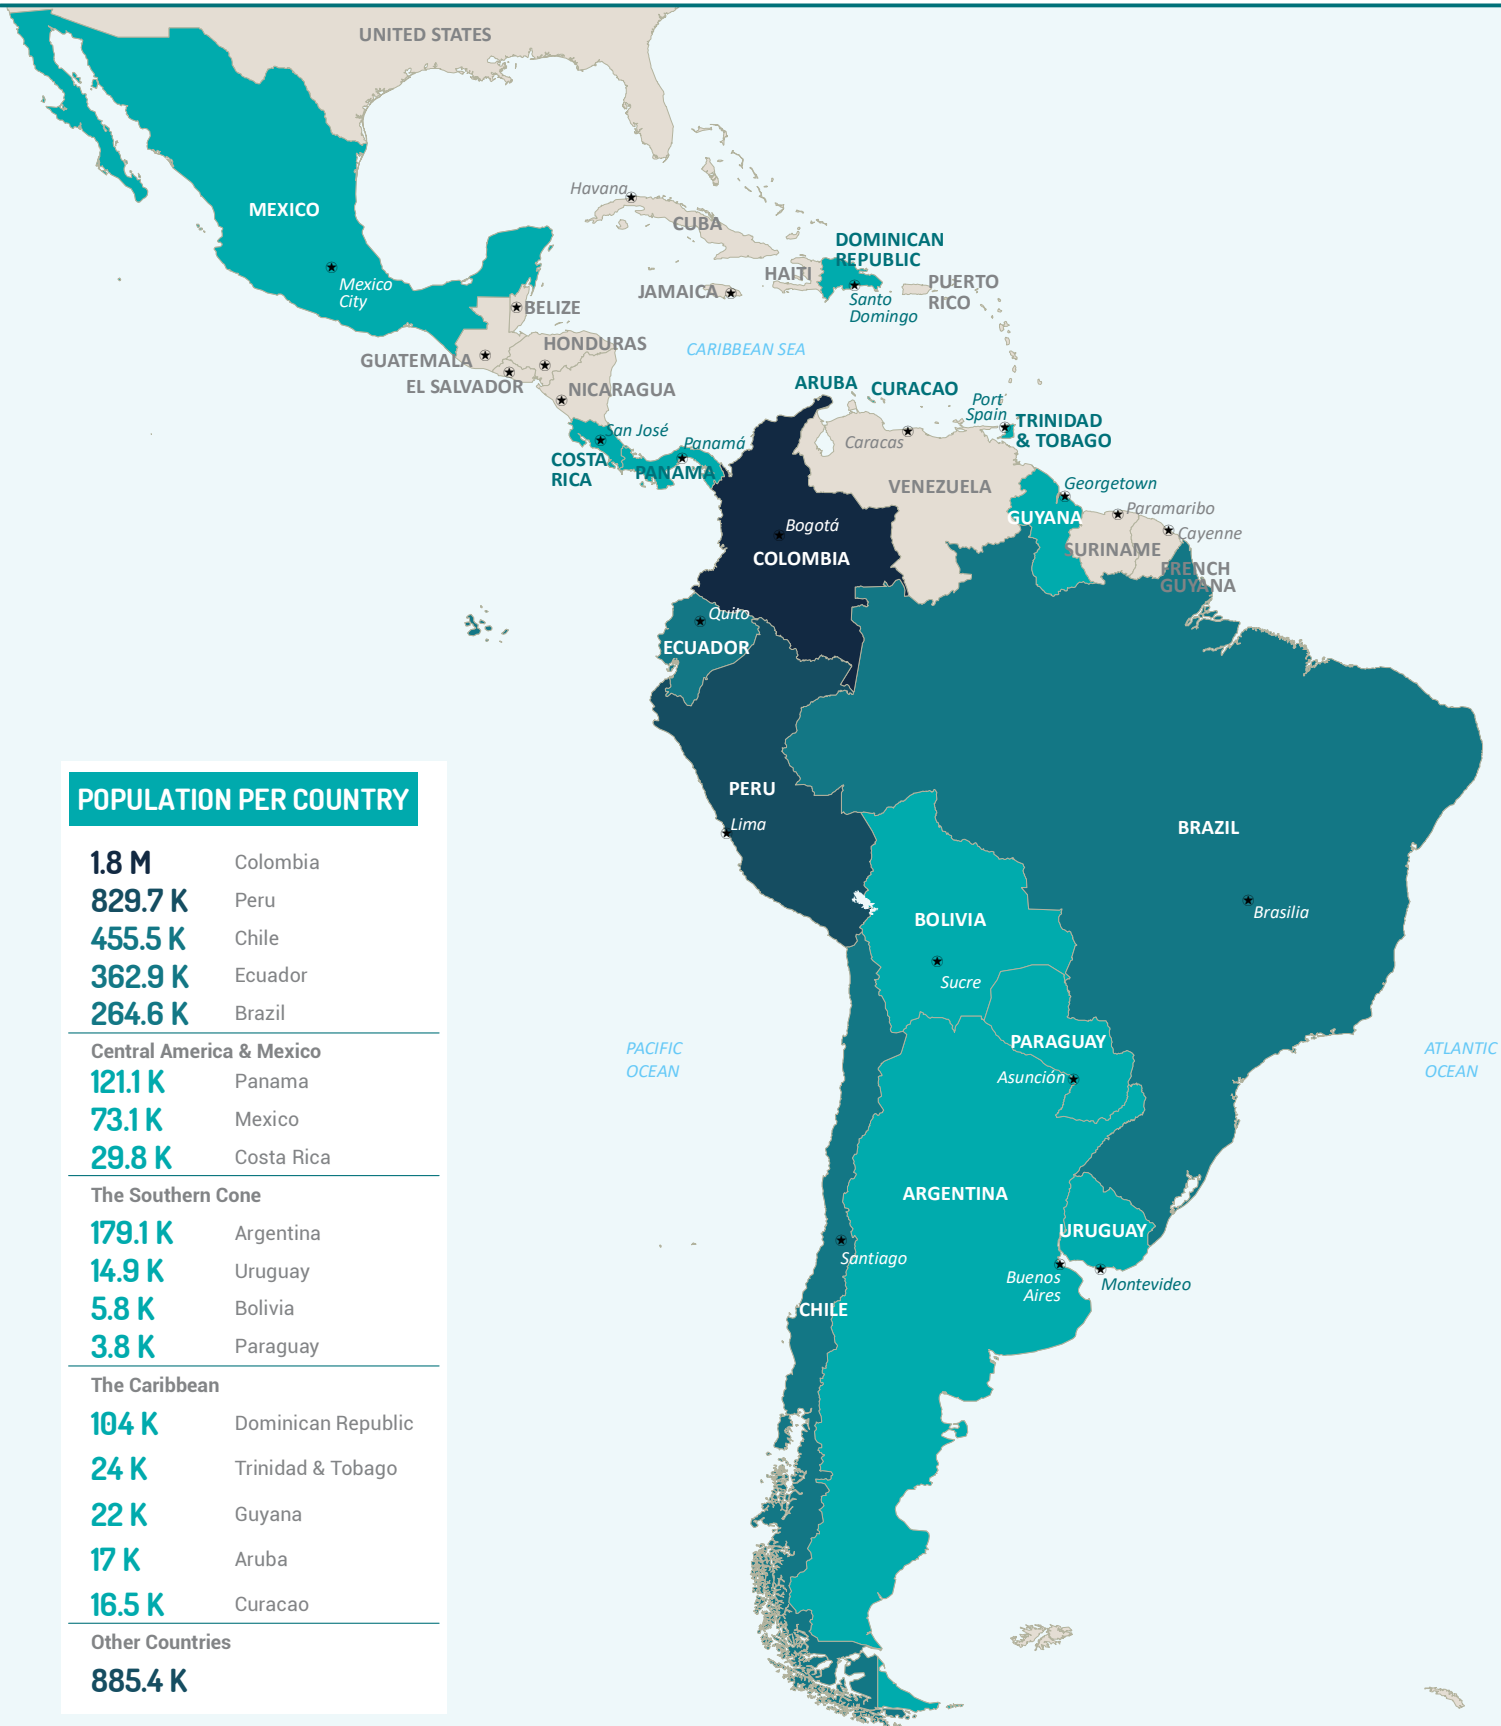 UNITED STATES
MEXICO
Mexico
City
Havana
CUBA
DOMINICAN
REPUBLIC
HAITI
JAMAICA
PUERTO
RICO
Santo
Domingo
BELIZE
HONDURAS
GUATEMALA
EL SALVADOR
NICARAGUA
CARIBBEAN SEA
ARUBA
CURACAO
Port
Spain
TRINIDAD
& TOBAGO
San José
Panamá
COSTA
RICA
PANAMA
Caracas
VENEZUELA
Georgetown
GUYANA
Paramaribo
Cayenne
SURINAME
FRENCH
GUYANA
Bogotá
COLOMBIA
Quito
ECUADOR
PERU
Lima
BRAZIL
Brasilia
BOLIVIA
Sucre
PACIFIC
OCEAN
PARAGUAY
Asunción
ATLANTIC
OCEAN
ARGENTINA
URUGUAY
Santiago
Buenos
Aires
Montevideo
CHILE
POPULATION PER COUNTRY
1.8 M Colombia
829.7 K Peru
455.5 K Chile
362.9 K Ecuador
264.6 K Brazil
Central America & Mexico
121.1 K Panama
73.1 K Mexico
29.8 K Costa Rica
The Southern Cone
179.1 K Argentina
14.9 K Uruguay
5.8 K Bolivia
3.8 K Paraguay
The Caribbean
104 K Dominican Republic
24 K Trinidad & Tobago
22 K Guyana
17 K Aruba
16.5 K Curacao
Other Countries
885.4 K